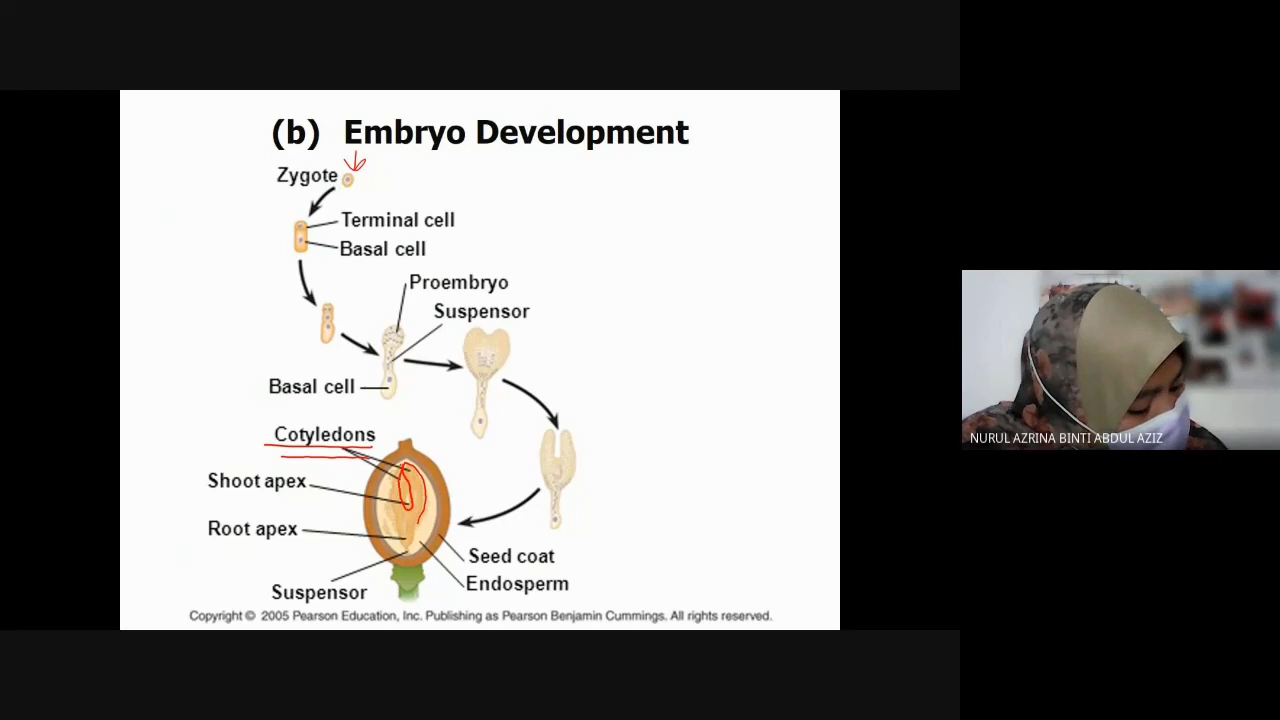 (b) Embryo Development
Zygote
Terminal cell
Basal cell
Proembryo
Suspensor
Basal cell
Cotyledons
Shoot apex
Root apex
Seed coat
Endosperm
Suspensor
Copyright © 2005 Pearson Education, Inc. Publishing as Pearson Benjamin Cummings. All rights reserved.
NURUL AZRINA BINTI ABDUL AZIZ